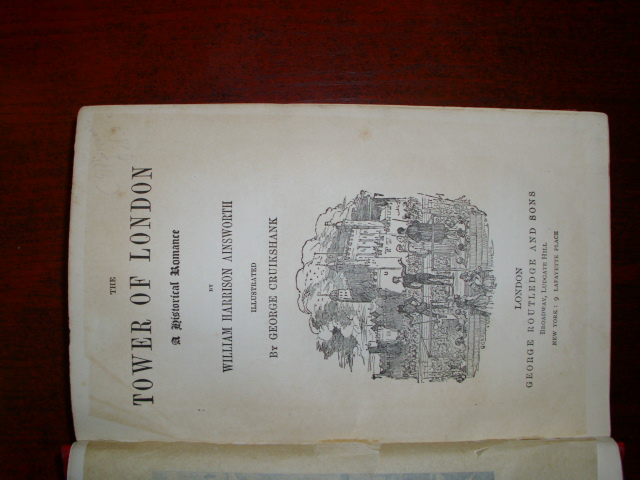 THE
TOWER OF LONDON
A Historical Romance
BY
WILLIAM HARRISON AINSWORTH
ILLUSTRATED
BY GEORGE CRUIKSHANK
LONDON
GEORGE ROUTLEDGE AND SONS
BROADWAY, LUDGATE HILL
NEW YORK: 9 LAFAYETTE PLACE